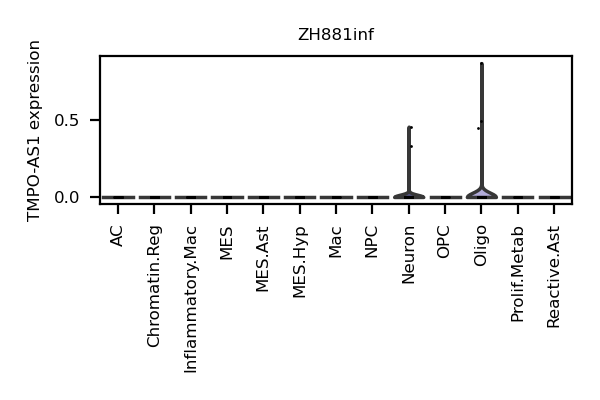 ZH881inf
TMPO-AS1 expression
0.5
0.0
AC
Chromatin.Reg
Inflammatory.Mac
MES
MES.Ast
MES.Hyp
Mac
NPC
Neuron
OPC
Oligo
Prolif.Metab
Reactive.Ast